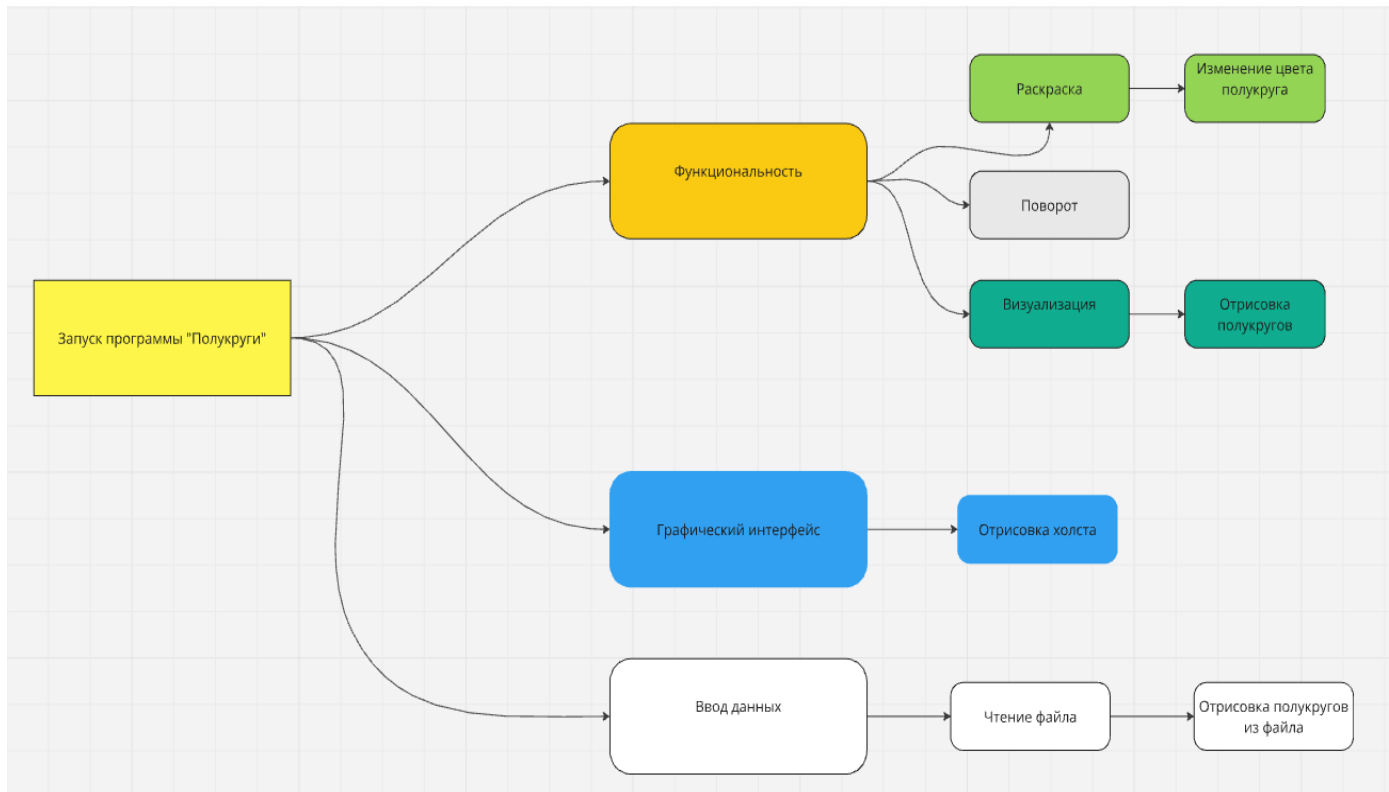 Запуск программы "Полукруги"
Функциональность
Раскраска
Изменение цвета
полукруга
Поворот
Визуализация
Отрисовка
полукругов
Графический интерфейс
Отрисовка холста
Ввод данных
Чтение файла
Отрисовка полукругов
из файла